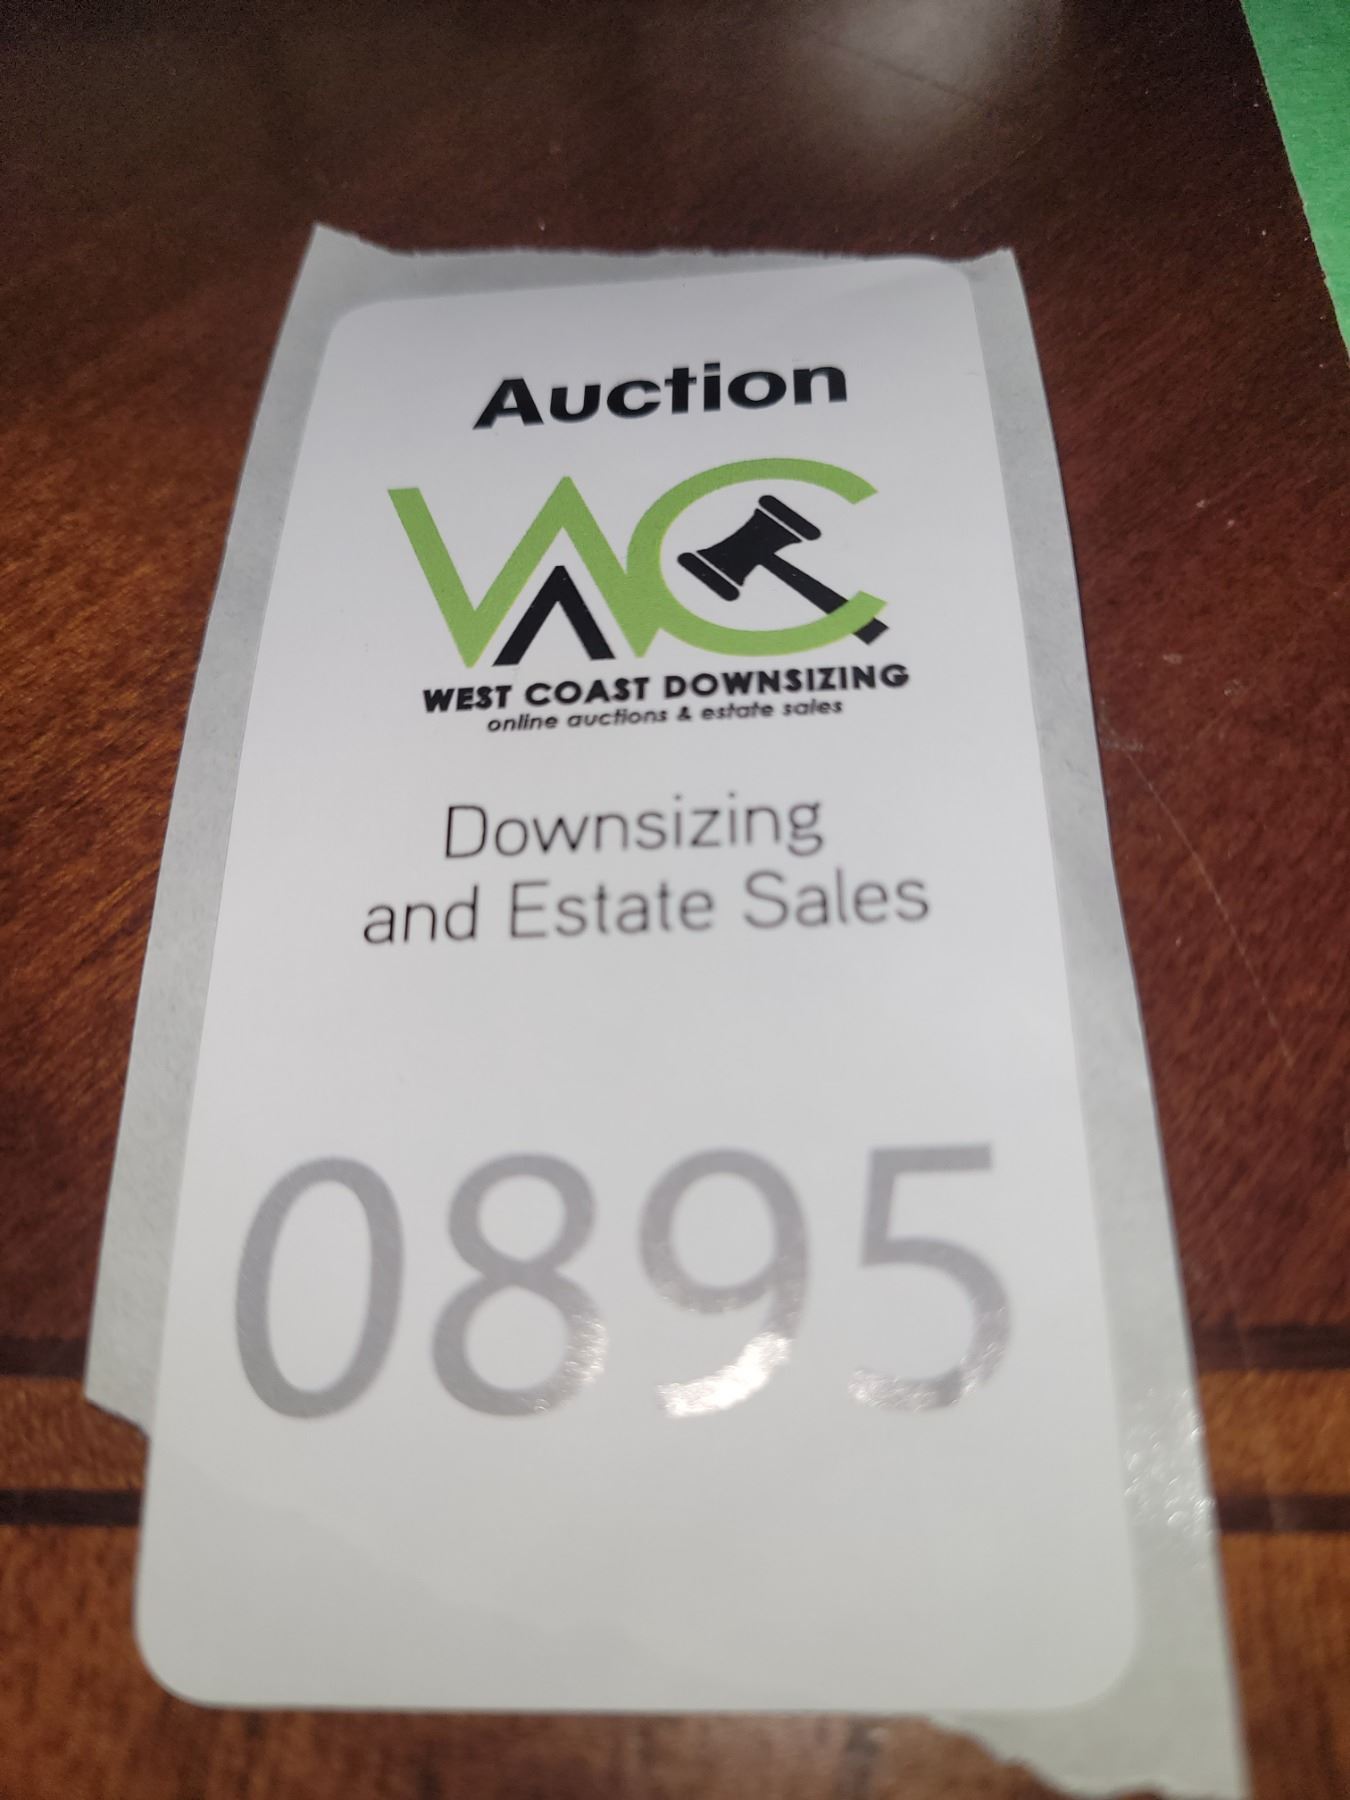 Auction
WC
WEST COAST DOWNSIZING
online auctions & estate sales
Downsizing
and Estate Sales
0895